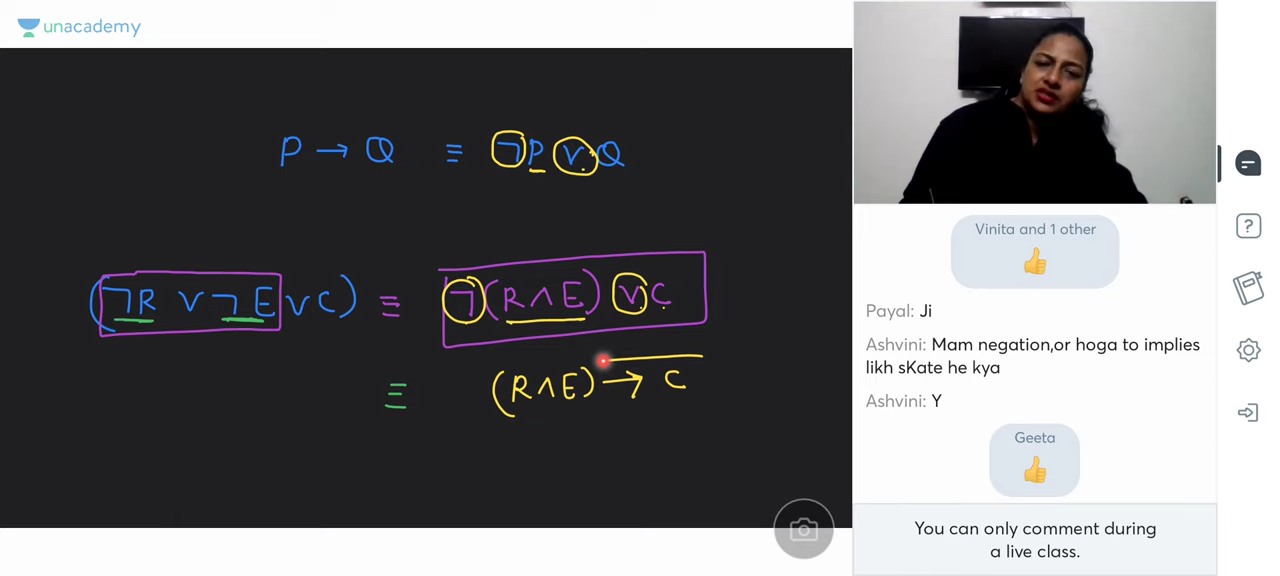 unacademy
P → Q ≡ ¬P ∨ Q
(¬R ∨ ¬E ∨ C) ≡ ¬(R ∧ E) ∨ C
≡ (R ∧ E) → C
Vinita and 1 other
👍
Payal: Ji
Ashvini: Mam negation,or hoga to implies
likh sKate he kya
Ashvini: Y
Geeta
👍
You can only comment during
a live class.